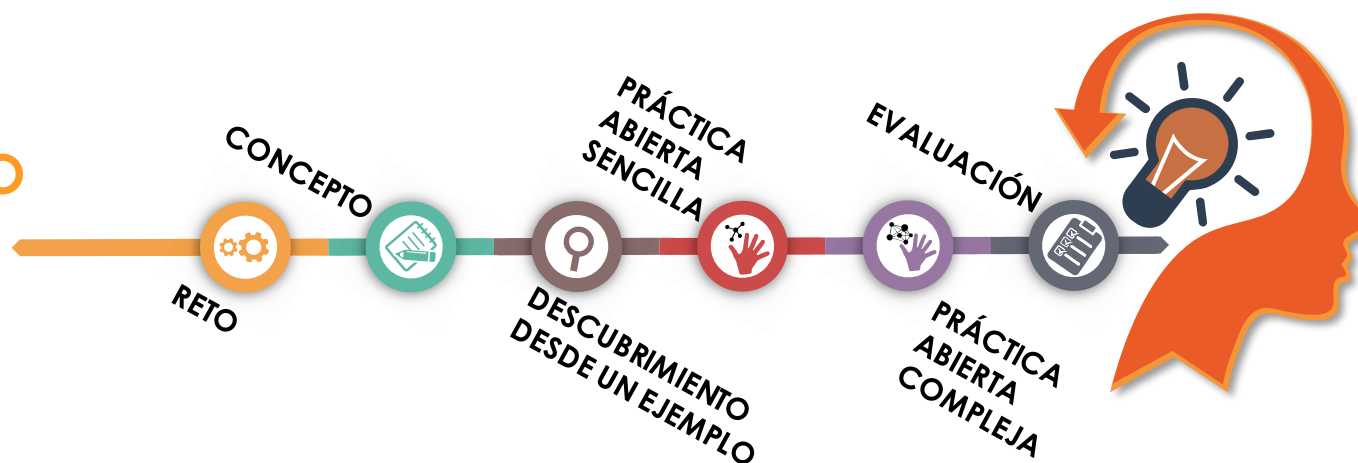 RETO
CONCEPTO
DESCUBRIMIENTO
DESDE UN EJEMPLO
PRÁCTICA
ABIERTA
SENCILLA
PRÁCTICA
ABIERTA
COMPLEJA
EVALUACIÓN